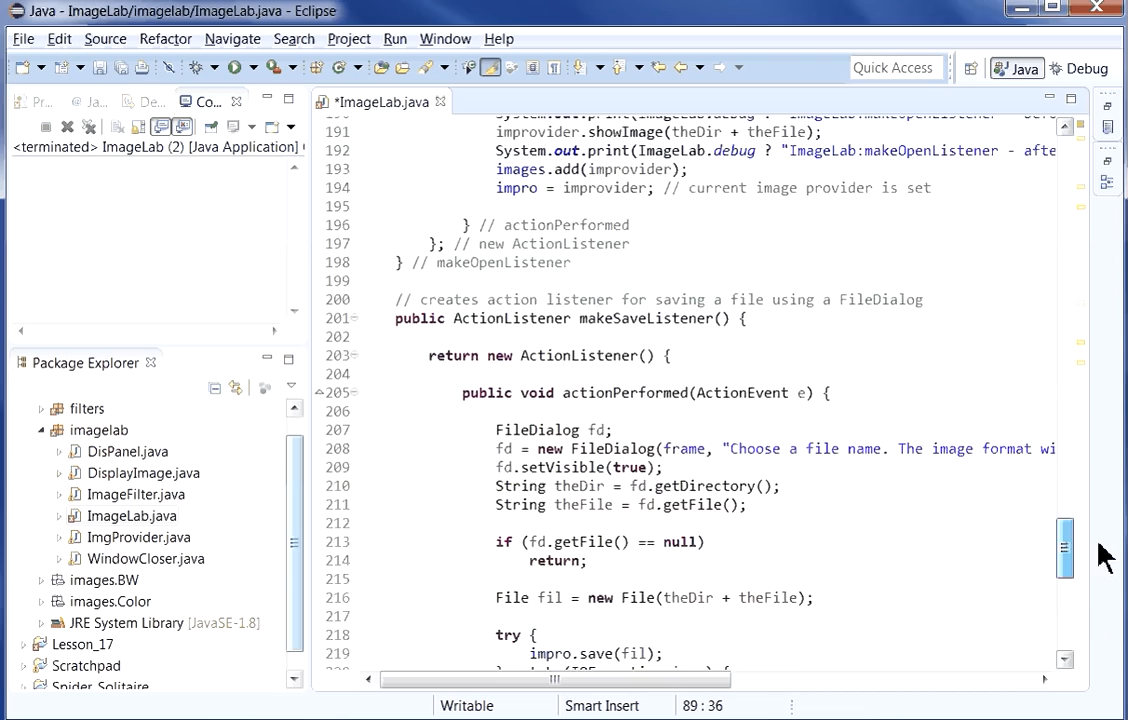 Java - ImageLab/imagelab/ImageLab.java - Eclipse
File Edit Source Refactor Navigate Search Project Run Window Help
Quick Access
Java
Debug
Pr...
@ Ja...
De...
Co...
*ImageLab.java
<terminated> ImageLab (2) [Java Application]
191 improvider.showImage(theDir + theFile);
192 System.out.print(ImageLab.debug ? "ImageLab:makeOpenListener - afte
193 images.add(improvider);
194 impro = improvider; // current image provider is set
195
196 } // actionPerformed
197 }; // new ActionListener
198 } // makeOpenListener
199
200 // creates action listener for saving a file using a FileDialog
201 public ActionListener makeSaveListener() {
202
203 return new ActionListener() {
204
205 public void actionPerformed(ActionEvent e) {
206
207 FileDialog fd;
208 fd = new FileDialog(frame, "Choose a file name. The image format wi
209 fd.setVisible(true);
210 String theDir = fd.getDirectory();
211 String theFile = fd.getFile();
212
213 if (fd.getFile() == null)
214 return;
215
216 File fil = new File(theDir + theFile);
217
218 try {
219 impro.save(fil);
Package Explorer
filters
imagelab
DisPanel.java
DisplayImage.java
ImageFilter.java
ImageLab.java
ImgProvider.java
WindowCloser.java
images.BW
images.Color
JRE System Library [JavaSE-1.8]
Lesson_17
Scratchpad
Spider_Solitaire
Writable
Smart Insert
89 : 36